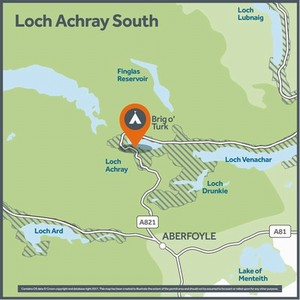 Loch Achray South
Loch
Lubnaig
Finglas
Reservoir
Brig o'
Turk
Loch
Achray
Loch Venachar
Loch
Drunkie
A821
Loch Ard
ABERFOYLE
A81
Lake of
Menteith